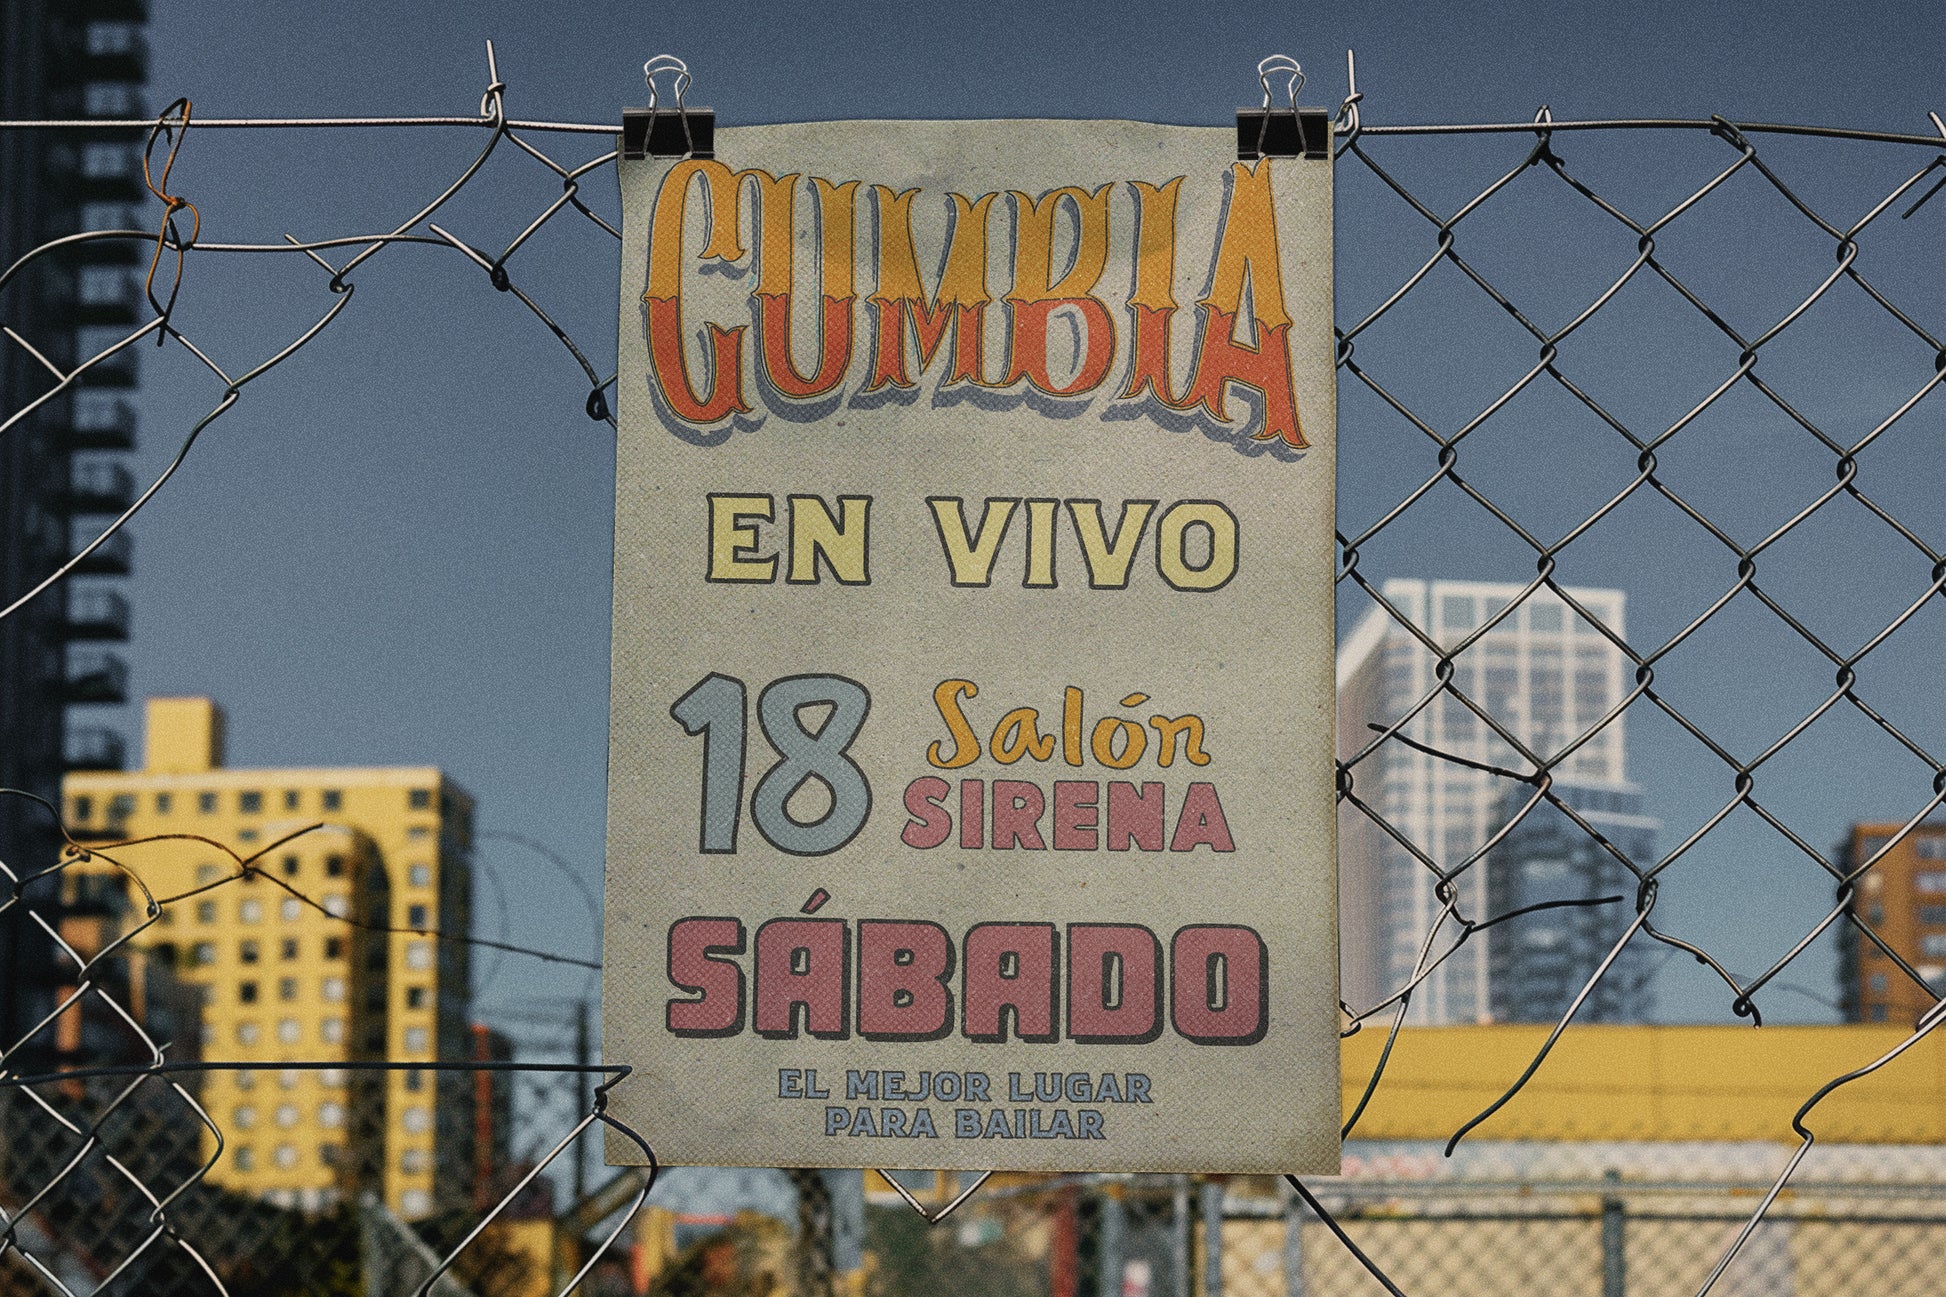 CUMBIA
EN VIVO
18
Salón
SIRENA
SÁBADO
EL MEJOR LUGAR
PARA BAILAR